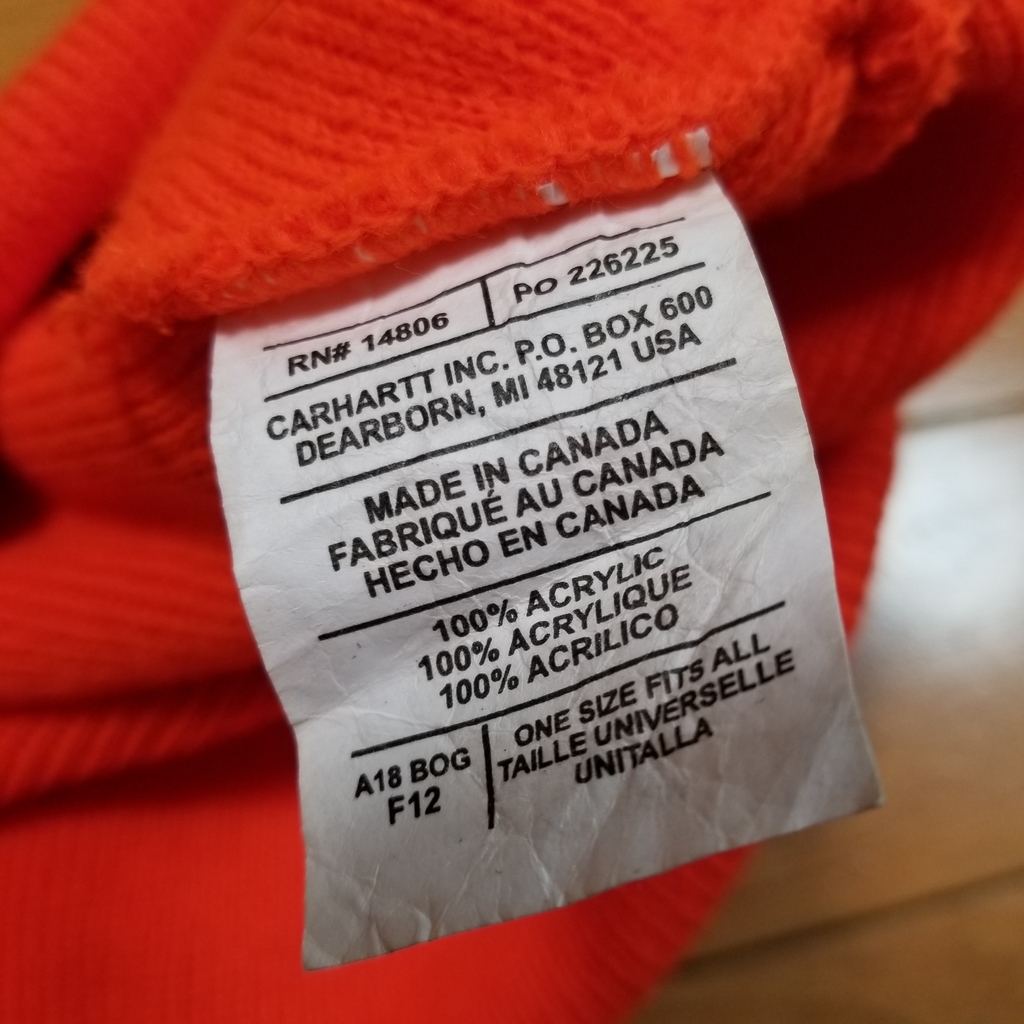 RN# 14806 PO 226225
CARHARTT INC. P.O. BOX 600
DEARBORN, MI 48121 USA
MADE IN CANADA
FABRIQUÉ AU CANADA
HECHO EN CANADA
100% ACRYLIC
100% ACRYLIQUE
100% ACRILICO
A18 BOG
F12
ONE SIZE FITS ALL
TAILLE UNIVERSELLE
UNITALLA